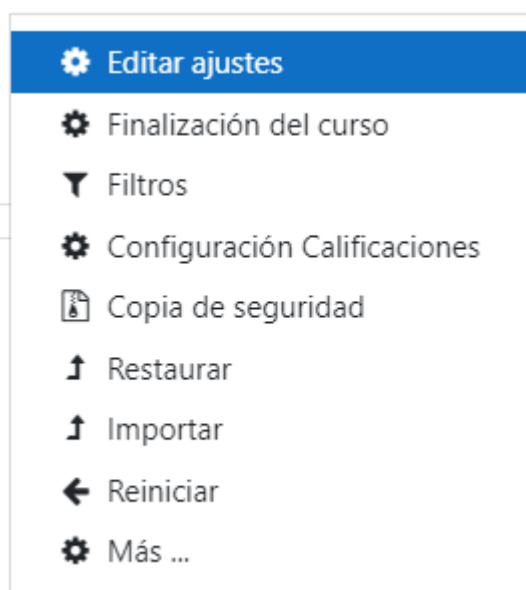 Editar ajustes
Finalización del curso
Filtros
Configuración Calificaciones
Copia de seguridad
Restaurar
Importar
Reiniciar
Más ...